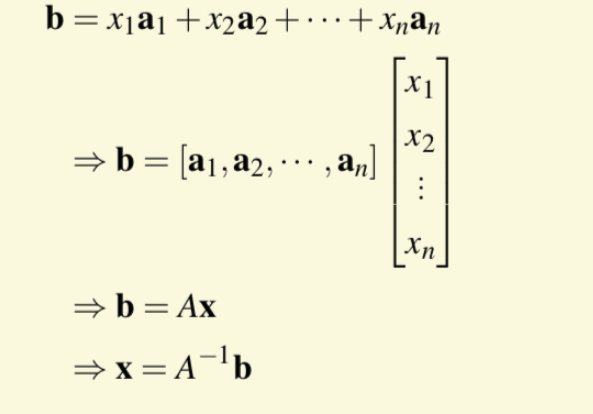 b = x₁a₁ + x₂a₂ + ··· + xₙaₙ
⇒ b = [a₁, a₂, ··· , aₙ] [x₁ x₂ ⋮ xₙ]
⇒ b = Ax
⇒ x = A⁻¹b